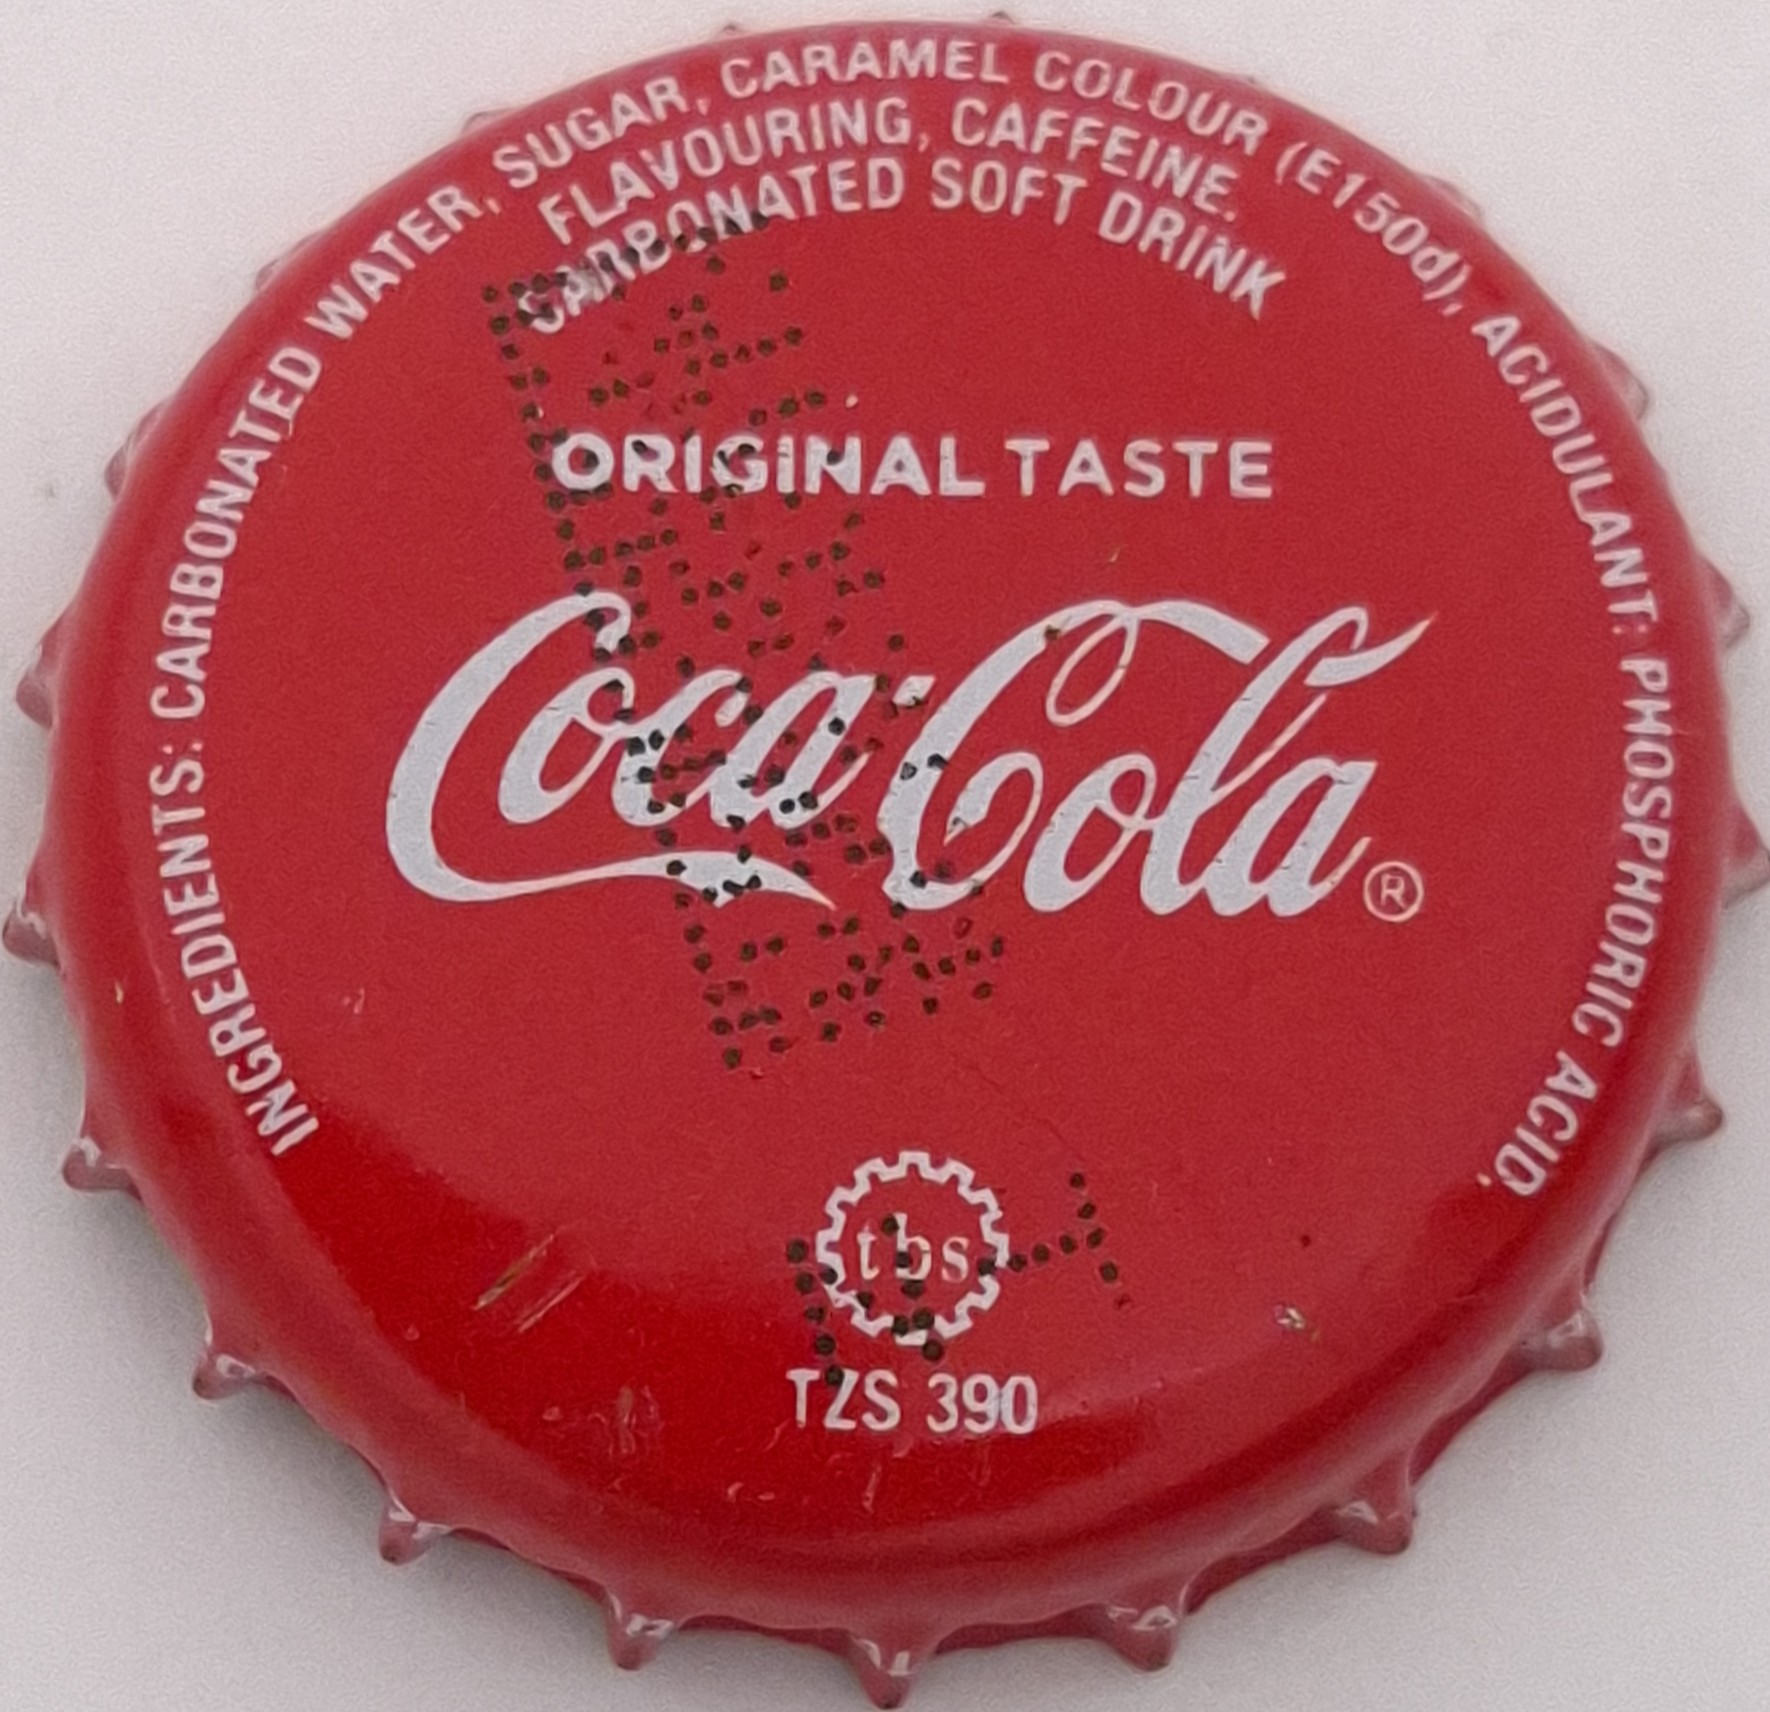 INGREDIENTS: CARBONATED WATER, SUGAR, CARAMEL COLOUR (E150d), ACIDULANT: PHOSPHORIC ACID,
FLAVOURING, CAFFEINE.
CARBONATED SOFT DRINK
ORIGINAL TASTE
Coca-Cola®
tbs
TZS 390